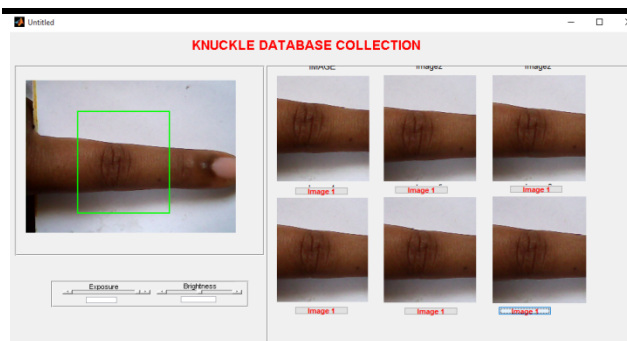 Untitled
KNUCKLE DATABASE COLLECTION
IMAGE
Image2
Image2
Image 1
Image 1
Image 1
Exposure
Brightness
Image 1
Image 1
Image 1